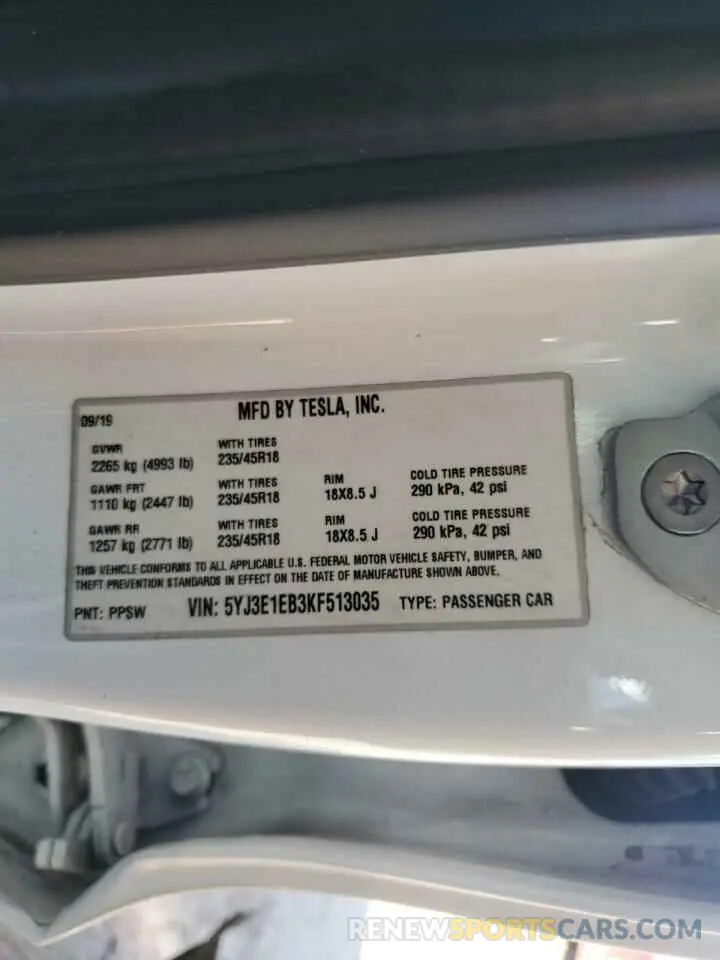 09/19
MFD BY TESLA, INC.
GVWR
2265 kg (4993 lb)
WITH TIRES
235/45R18
GAWR FRT
1110 kg (2447 lb)
WITH TIRES
235/45R18
RIM
18X8.5 J
COLD TIRE PRESSURE
290 kPa, 42 psi
GAWR RR
1257 kg (2771 lb)
WITH TIRES
235/45R18
RIM
18X8.5 J
COLD TIRE PRESSURE
290 kPa, 42 psi
THIS VEHICLE CONFORMS TO ALL APPLICABLE U.S. FEDERAL MOTOR VEHICLE SAFETY, BUMPER, AND
THEFT PREVENTION STANDARDS IN EFFECT ON THE DATE OF MANUFACTURE SHOWN ABOVE.
PNT: PPSW
VIN: 5YJ3E1EB3KF513035
TYPE: PASSENGER CAR
RENEWSPORTSCARS.COM